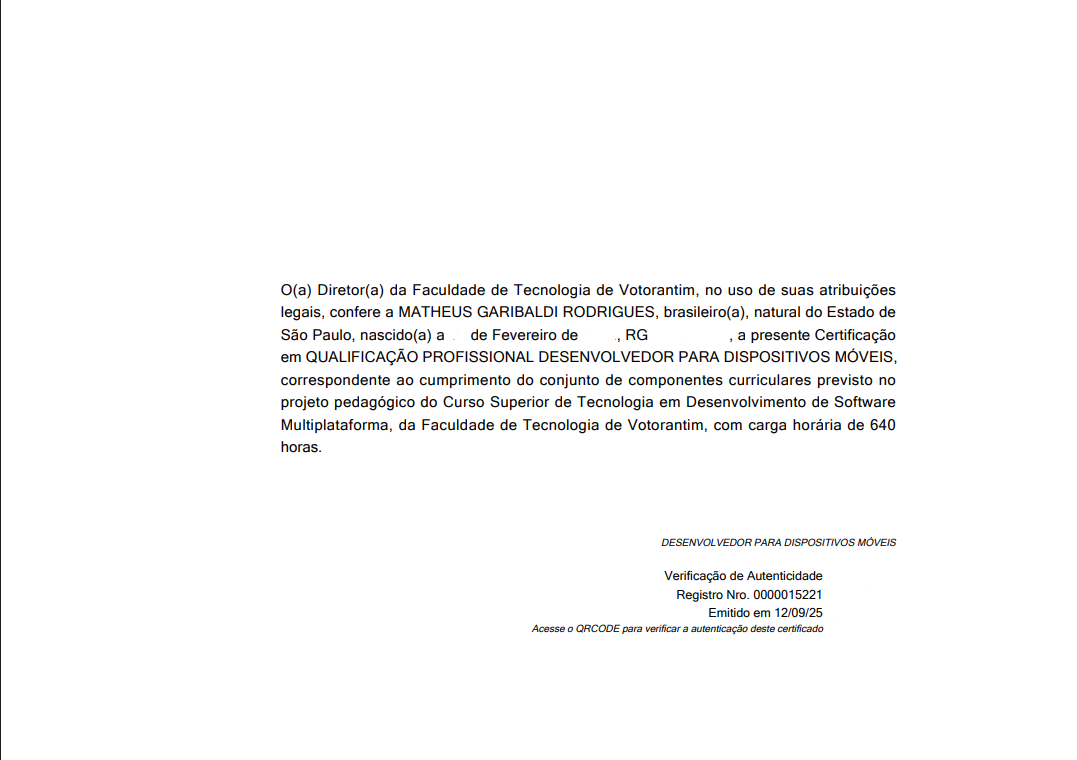 O(a) Diretor(a) da Faculdade de Tecnologia de Votorantim, no uso de suas atribuições
legais, confere a MATHEUS GARIBALDI RODRIGUES, brasileiro(a), natural do Estado de
São Paulo, nascido(a) a de Fevereiro de , RG , a presente Certificação
em QUALIFICAÇÃO PROFISSIONAL DESENVOLVEDOR PARA DISPOSITIVOS MÓVEIS,
correspondente ao cumprimento do conjunto de componentes curriculares previsto no
projeto pedagógico do Curso Superior de Tecnologia em Desenvolvimento de Software
Multiplataforma, da Faculdade de Tecnologia de Votorantim, com carga horária de 640
horas.
DESENVOLVEDOR PARA DISPOSITIVOS MÓVEIS
Verificação de Autenticidade
Registro Nro. 0000015221
Emitido em 12/09/25
Acesse o QRCODE para verificar a autenticação deste certificado